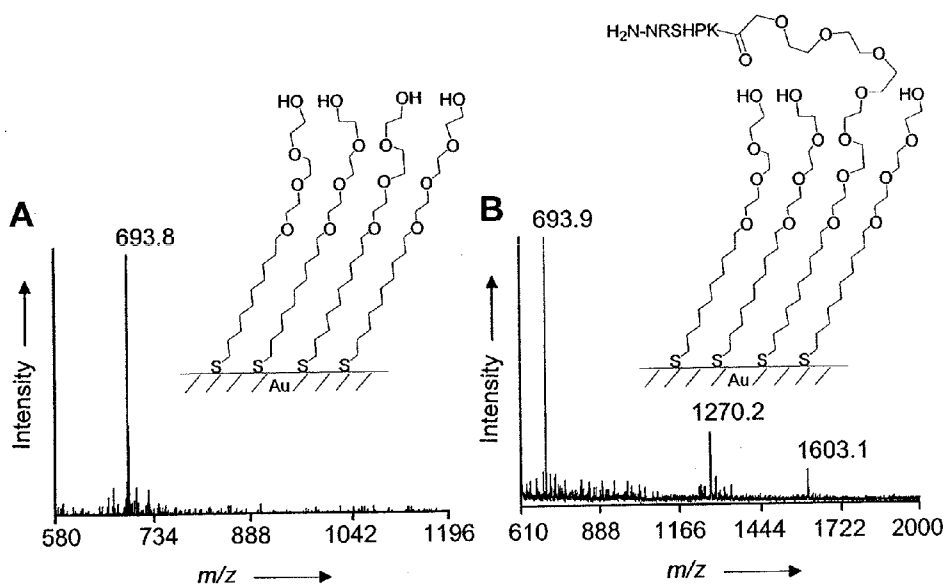 A
693.8
HO HO OH HO
O O O O
O O O O
O O O O
S S S S
Au
Intensity
580 734 888 1042 1196
m/z
B
693.9
H₂N-NRSHPK
O O O
O
O
HO HO HO
O O O O
O O O O
O O O O
S S S S
Au
1270.2
1603.1
Intensity
610 888 1166 1444 1722 2000
m/z